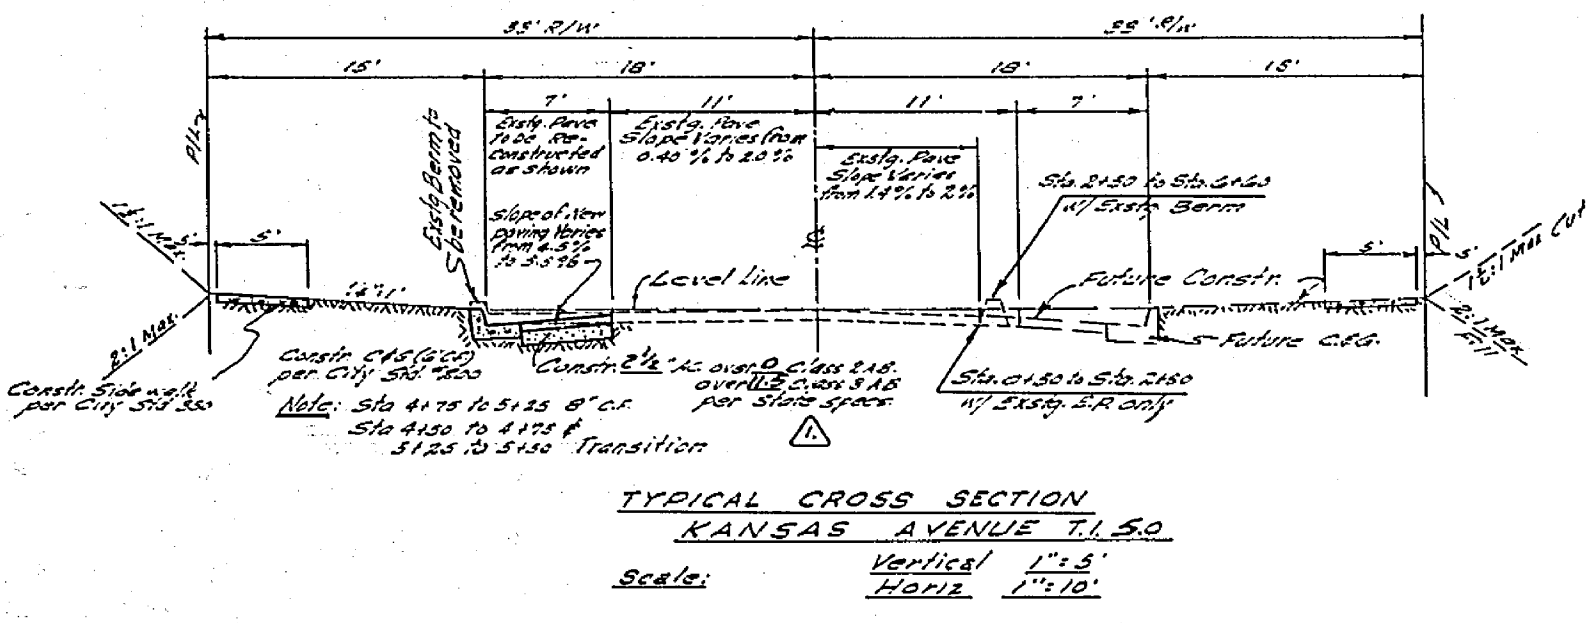 33' R/W
33' R/W
15'
18'
18'
15'
7'
11'
11'
7'
P/L
Exstg. Berm to
be removed
Exstg. Pave
to be Re-
constructed
as shown
Exstg. Pave
Slope Varies from
0.40 % to 2.0 %
Exstg. Pave
Slope Varies
from 1.4% to 2%
Sta. 2+50 to Sta. 6+60
w/ Exstg. Berm
P/L
1½:1 Max.
5'
5'
Slope of New
paving Varies
from 4.5%
to 5.5%
Level Line
Future Constr.
5'
5'
1½:1 Max Cut
2:1 Max.
2:1 Max
Fill
Constr. Sidewalk
per City Std 330
Constr. C&G (6"CF)
per City Std.
Constr. 2½" A.C. over 0 Class 2 A.B.
over 11.5 Class 3 AB
per State specs.
Sta. 0+50 to Sta. 2+50
w/ Exstg. E.P. only
Future C.&G.
Note: Sta 4+75 to 5+25 8" C.F.
Sta 4+50 to 4+75 &
5+25 to 5+50 Transition
1.
TYPICAL CROSS SECTION
KANSAS AVENUE T.I. 5.0
Scale:
Vertical 1":5'
Horiz 1":10'